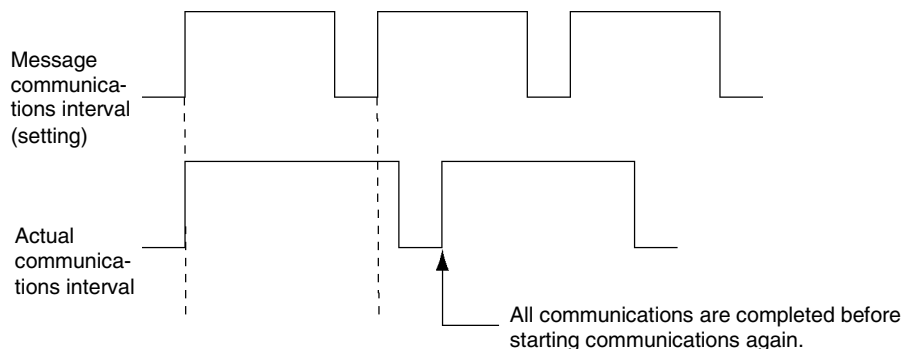 Message
communica-
tions interval
(setting)
Actual
communica-
tions interval
All communications are completed before
starting communications again.